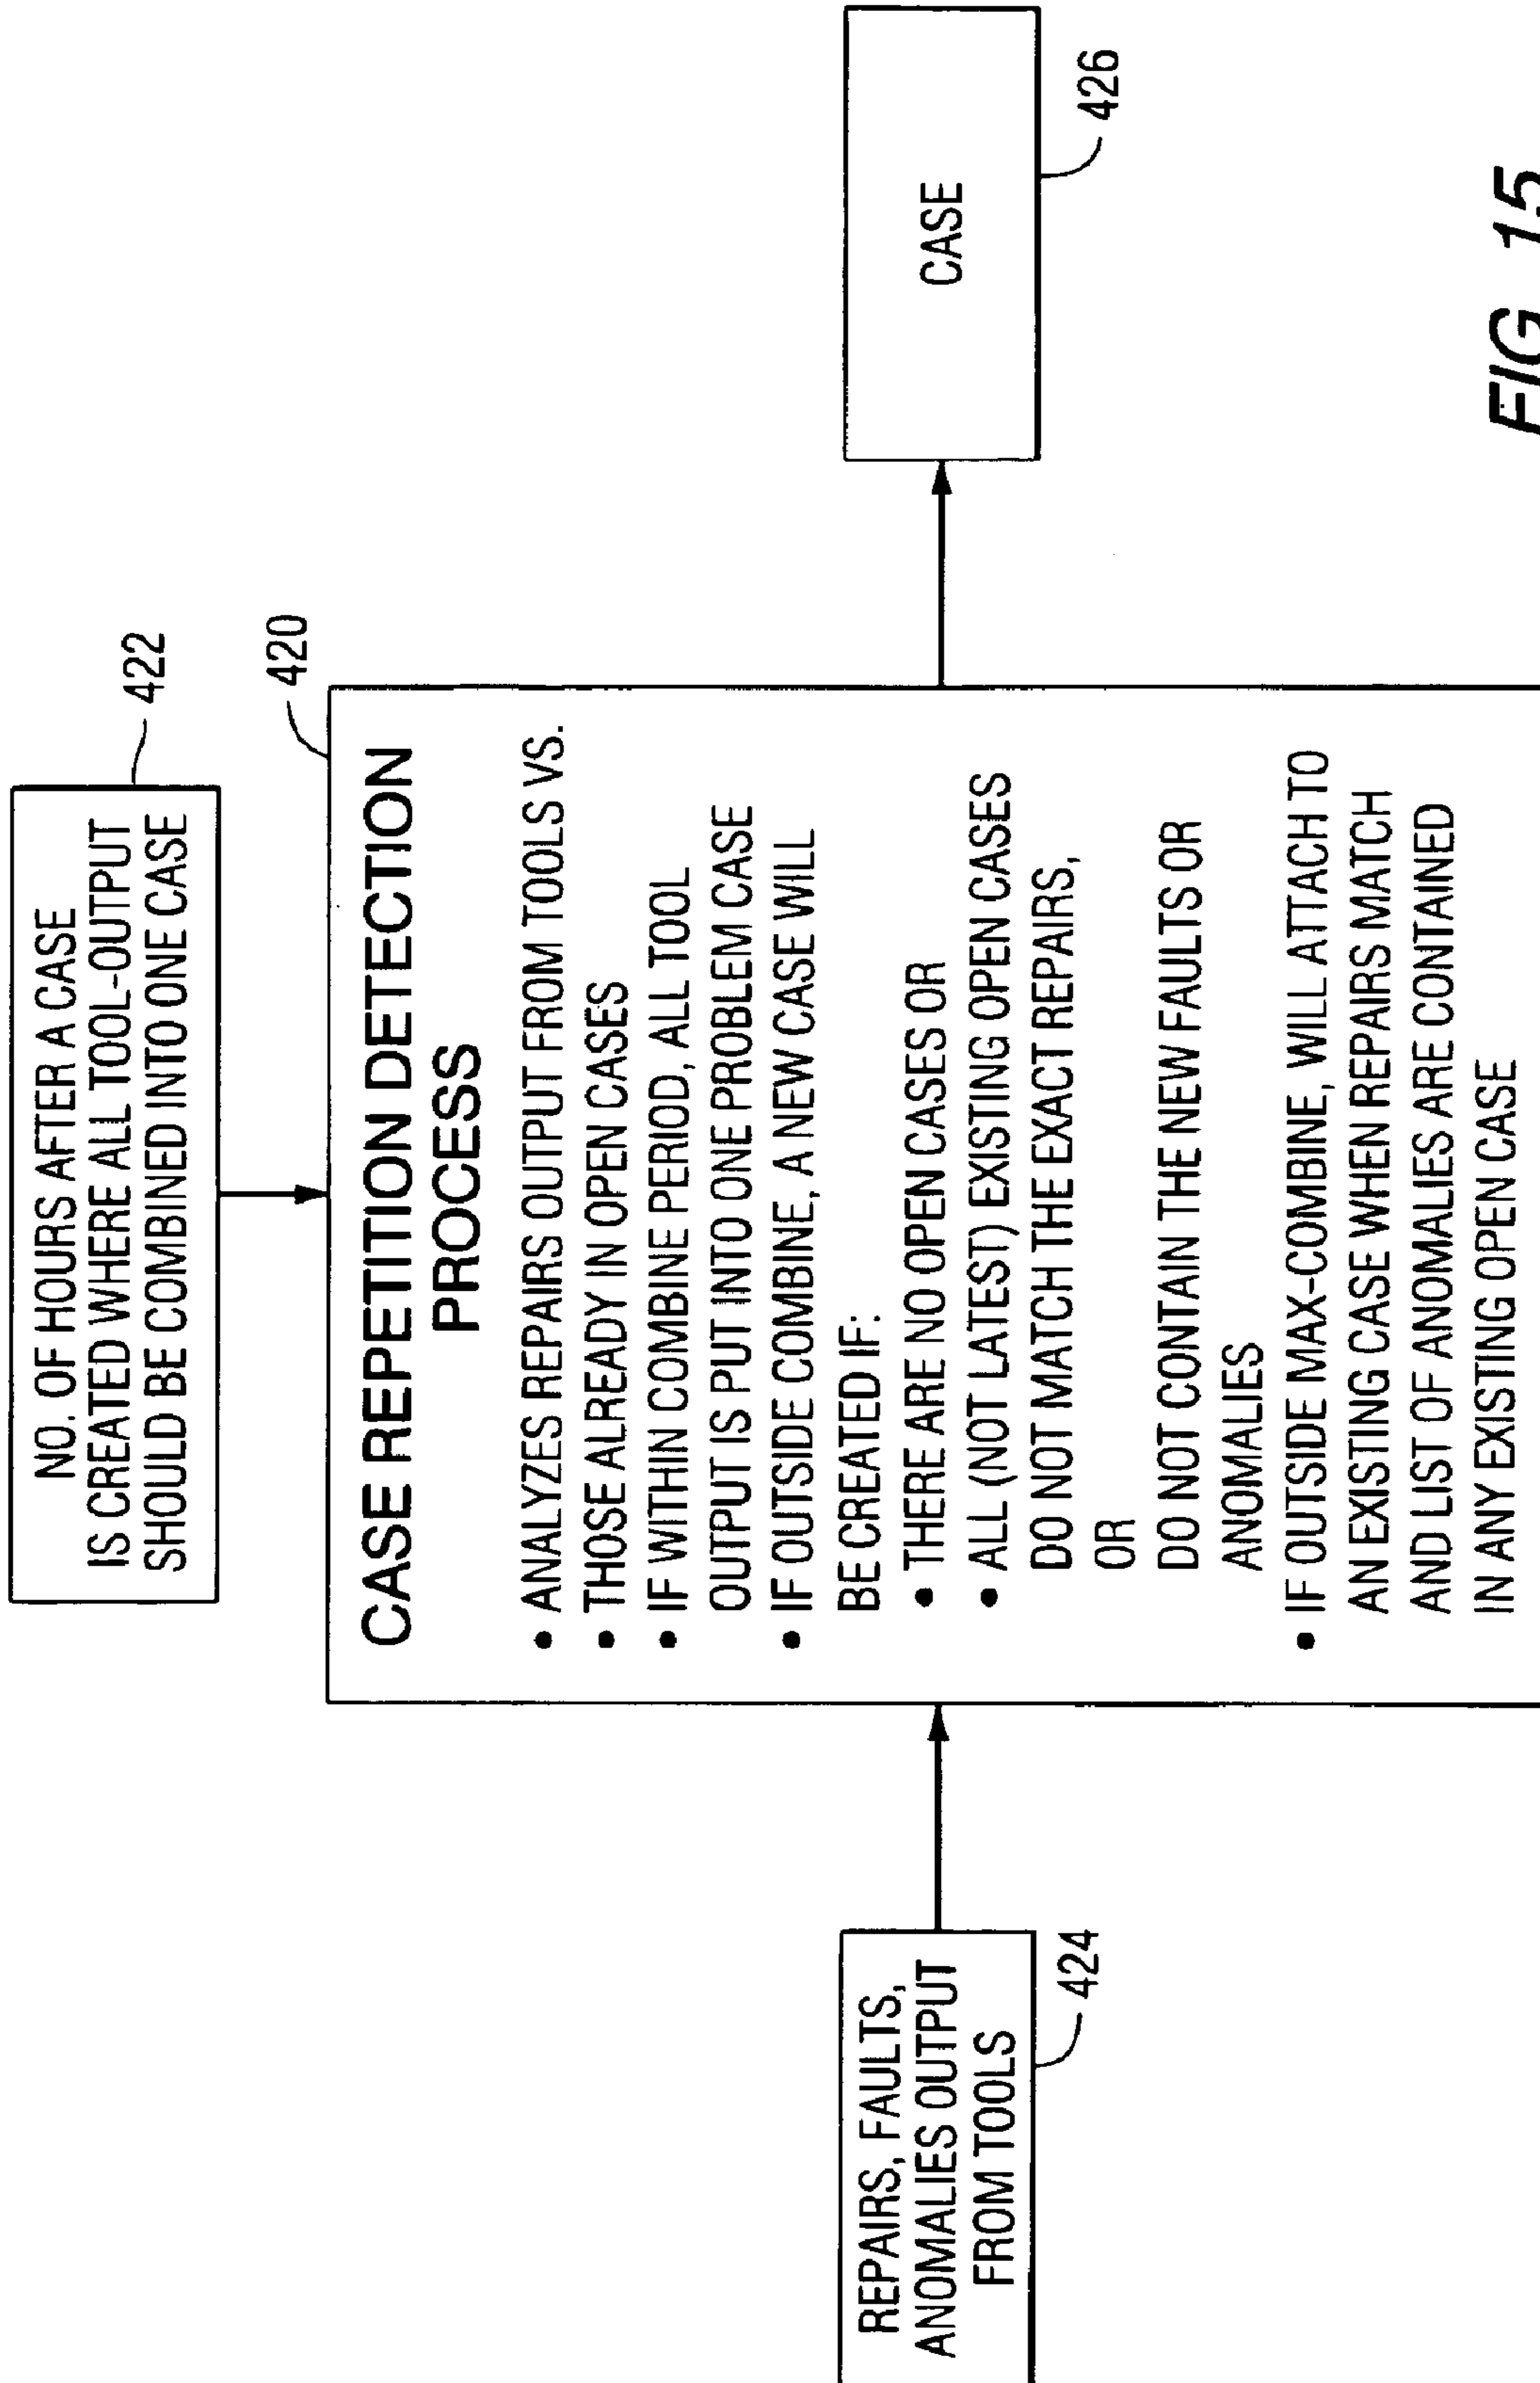 NO. OF HOURS AFTER A CASE
IS CREATED WHERE ALL TOOL-OUTPUT
SHOULD BE COMBINED INTO ONE CASE
422
420
CASE REPETITION DETECTION
PROCESS
• ANALYZES REPAIRS OUTPUT FROM TOOLS VS.
• THOSE ALREADY IN OPEN CASES
• IF WITHIN COMBINE PERIOD, ALL TOOL
OUTPUT IS PUT INTO ONE PROBLEM CASE
• IF OUTSIDE COMBINE, A NEW CASE WILL
BE CREATED IF:
• THERE ARE NO OPEN CASES OR
• ALL (NOT LATEST) EXISTING OPEN CASES
DO NOT MATCH THE EXACT REPAIRS,
OR
DO NOT CONTAIN THE NEW FAULTS OR
ANOMALIES
• IF OUTSIDE MAX-COMBINE, WILL ATTACH TO
AN EXISTING CASE WHEN REPAIRS MATCH
AND LIST OF ANOMALIES ARE CONTAINED
IN ANY EXISTING OPEN CASE
REPAIRS, FAULTS,
ANOMALIES OUTPUT
FROM TOOLS
424
CASE
426
FIG. 15